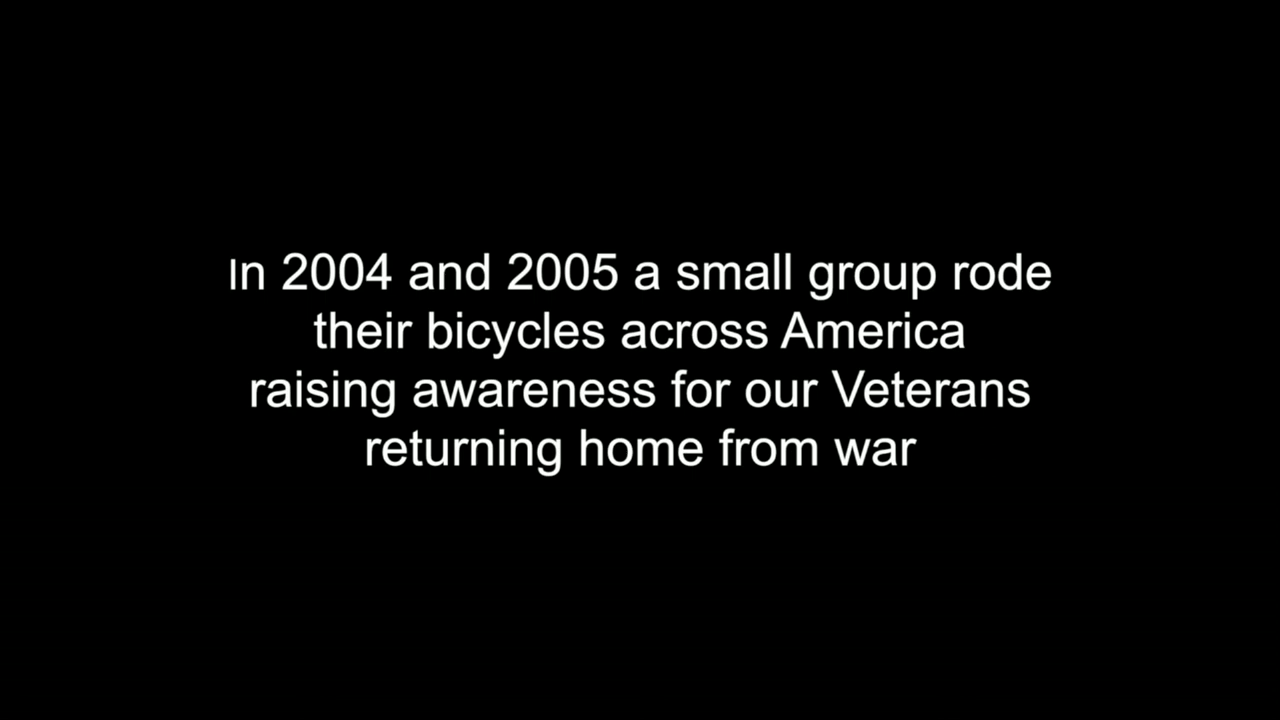 In 2004 and 2005 a small group rode
their bicycles across America
raising awareness for our Veterans
returning home from war